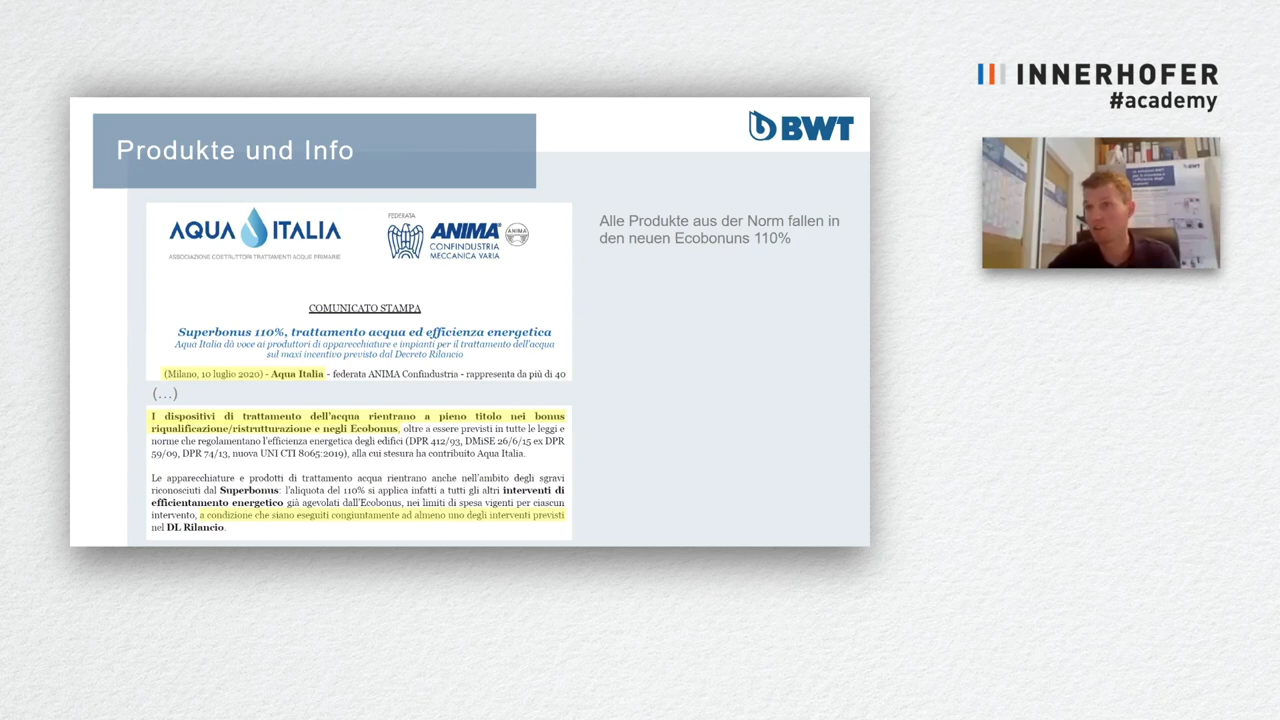 INNERHOFER
#academy
BWT
Produkte und Info
AQUA ITALIA
ASSOCIAZIONE COSTRUTTORI TRATTAMENTI ACQUE PRIMARIE
FEDERATA
ANIMA
CONFINDUSTRIA
MECCANICA VARIA
ANIMA
Alle Produkte aus der Norm fallen in
den neuen Ecobonuns 110%
COMUNICATO STAMPA
Superbonus 110%, trattamento acqua ed efficienza energetica
Aqua Italia dà voce ai produttori di apparecchiature e impianti per il trattamento dell'acqua
sul maxi incentivo previsto dal Decreto Rilancio
(Milano, 10 luglio 2020) - Aqua Italia - federata ANIMA Confindustria - rappresenta da più di 40
(…)
I dispositivi di trattamento dell'acqua rientrano a pieno titolo nei bonus
riqualificazione/ristrutturazione e negli Ecobonus, oltre a essere previsti in tutte le leggi e
norme che regolamentano l'efficienza energetica degli edifici (DPR 412/93, DMiSE 26/6/15 ex DPR
59/09, DPR 74/13, nuova UNI CTI 8065:2019), alla cui stesura ha contribuito Aqua Italia.
Le apparecchiature e prodotti di trattamento acqua rientrano anche nell'ambito degli sgravi
riconosciuti dal Superbonus: l'aliquota del 110% si applica infatti a tutti gli altri interventi di
efficientamento energetico già agevolati dall'Ecobonus, nei limiti di spesa vigenti per ciascun
intervento, a condizione che siano eseguiti congiuntamente ad almeno uno degli interventi previsti
nel DL Rilancio.
BWT